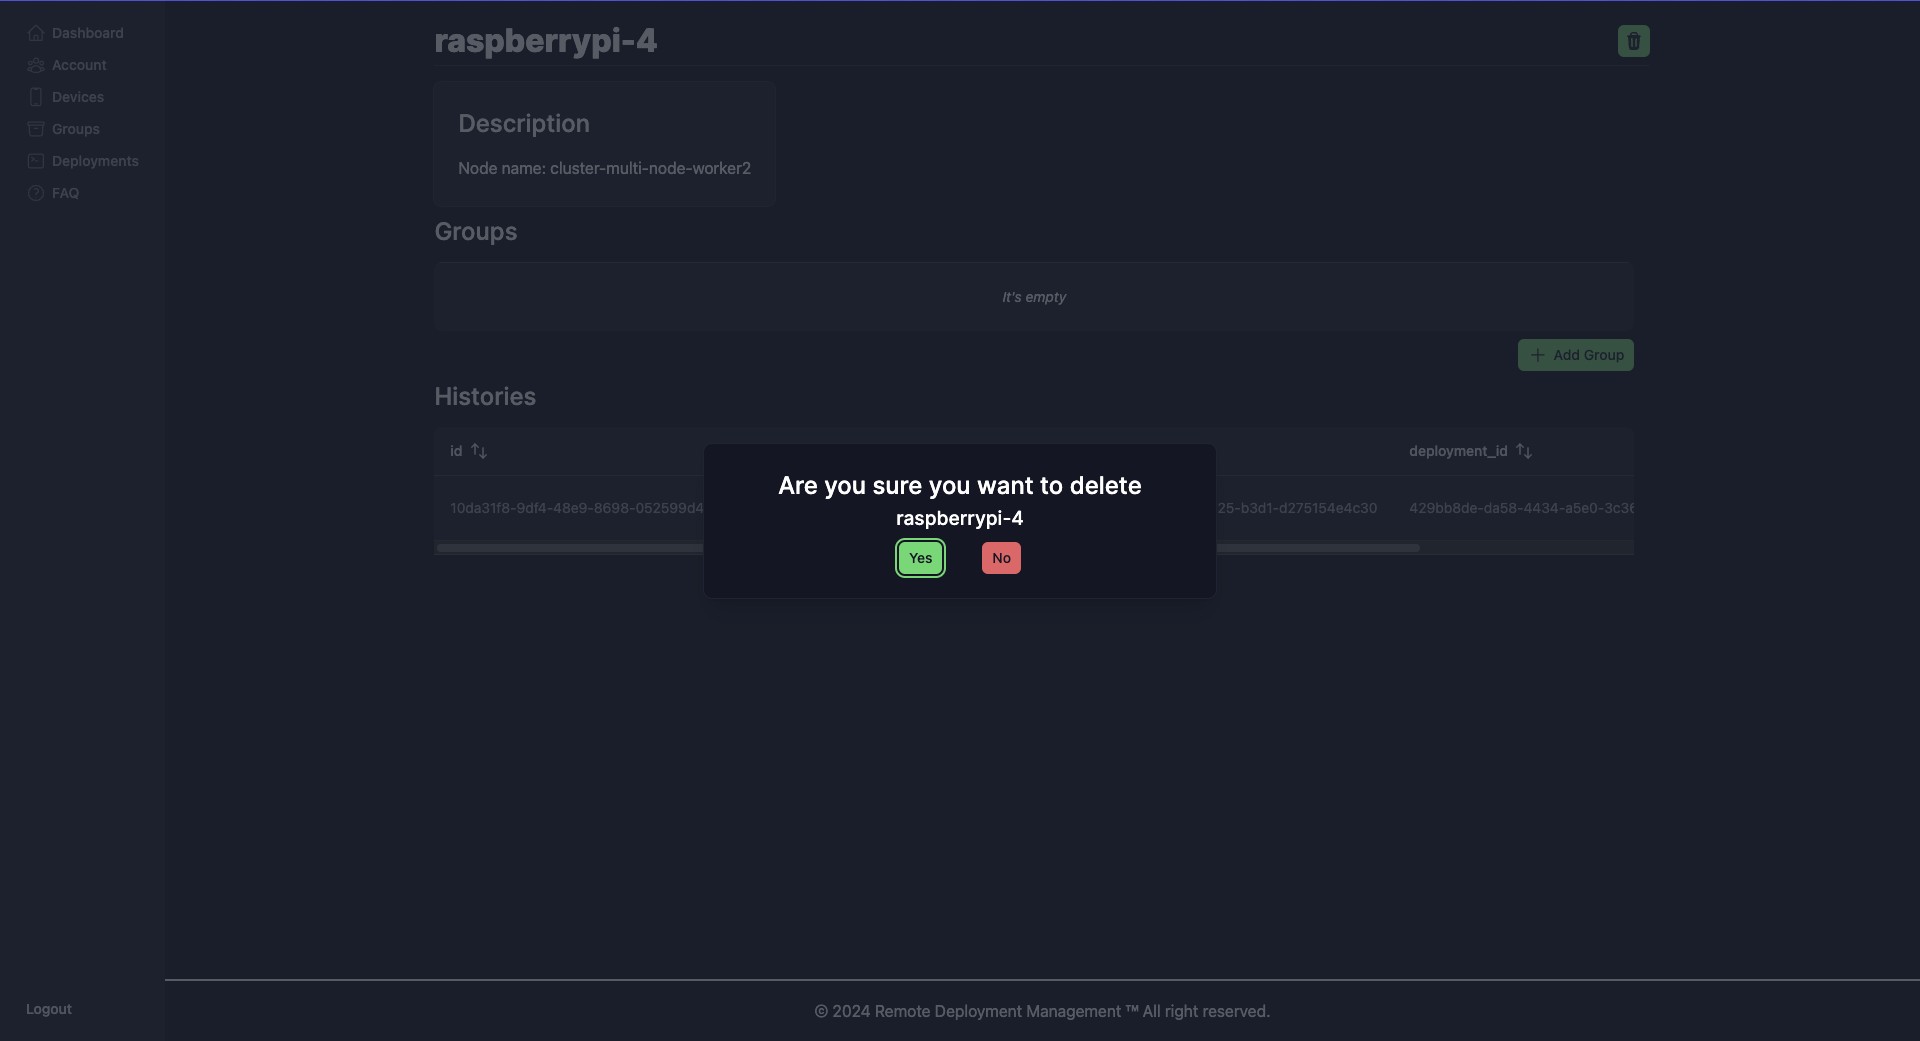 Dashboard
Account
Devices
Groups
Deployments
FAQ
Logout
raspberrypi-4
Description
Node name: cluster-multi-node-worker2
Groups
It's empty
Add Group
Histories
id deployment_id
10da31f8-9df4-48e9-8698-052599d4 25-b3d1-d275154e4c30 429bb8de-da58-4434-a5e0-3c36
Are you sure you want to delete
raspberrypi-4
Yes No
© 2024 Remote Deployment Management ™ All right reserved.